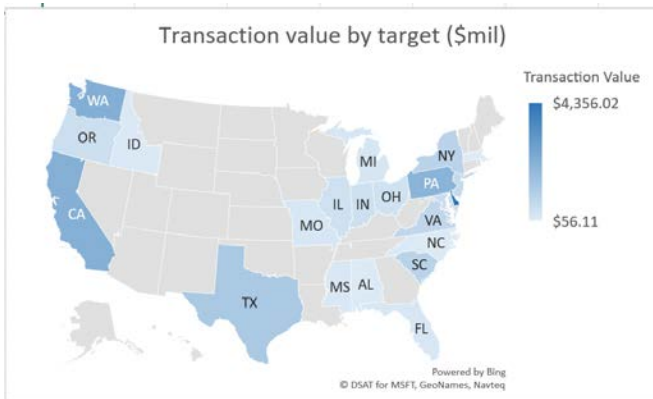 Transaction value by target ($mil)
Transaction Value
$4,356.02
$56.11
WA
OR
ID
CA
TX
MO
IL
IN
OH
MI
NY
PA
VA
NC
SC
MS
AL
FL
Powered by Bing
© DSAT for MSFT, GeoNames, Navteq